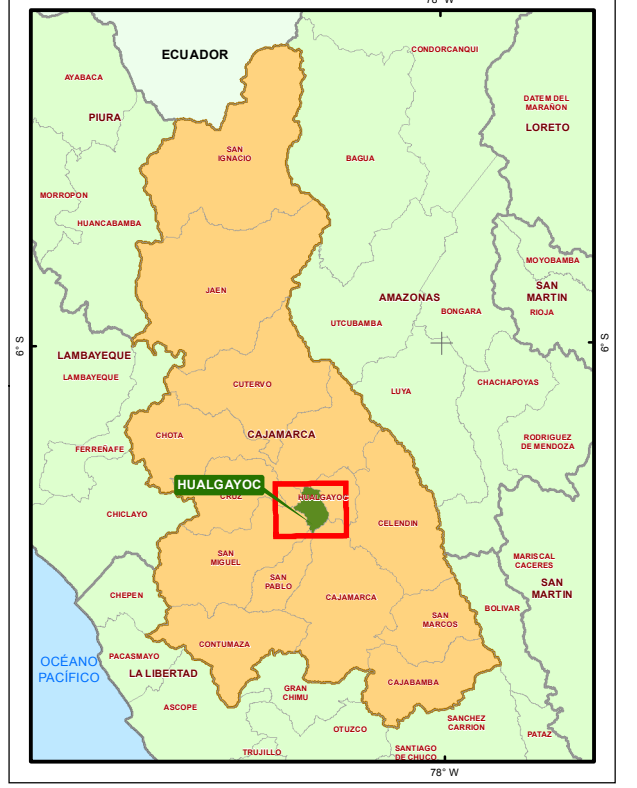 78° W
ECUADOR
CONDORCANQUI
AYABACA
DATEM DEL
MARAÑON
PIURA
LORETO
SAN
IGNACIO
BAGUA
MORROPON
HUANCABAMBA
MOYOBAMBA
SAN
MARTIN
JAEN
AMAZONAS
BONGARA
RIOJA
UTCUBAMBA
6° S
6° S
LAMBAYEQUE
LAMBAYEQUE
CUTERVO
LUYA
CHACHAPOYAS
CHOTA
CAJAMARCA
RODRIGUEZ
DE MENDOZA
FERREÑAFE
HUALGAYOC
CRUZ
HUALGAYOC
CHICLAYO
CELENDIN
SAN
MIGUEL
MARISCAL
CACERES
SAN
MARTIN
SAN
PABLO
CHEPEN
CAJAMARCA
BOLIVAR
SAN
MARCOS
CONTUMAZA
PACASMAYO
OCÉANO
PACÍFICO
LA LIBERTAD
CAJABAMBA
GRAN
CHIMU
ASCOPE
SANCHEZ
CARRION
OTUZCO
PATAZ
TRUJILLO
SANTIAGO
DE CHUCO
78° W